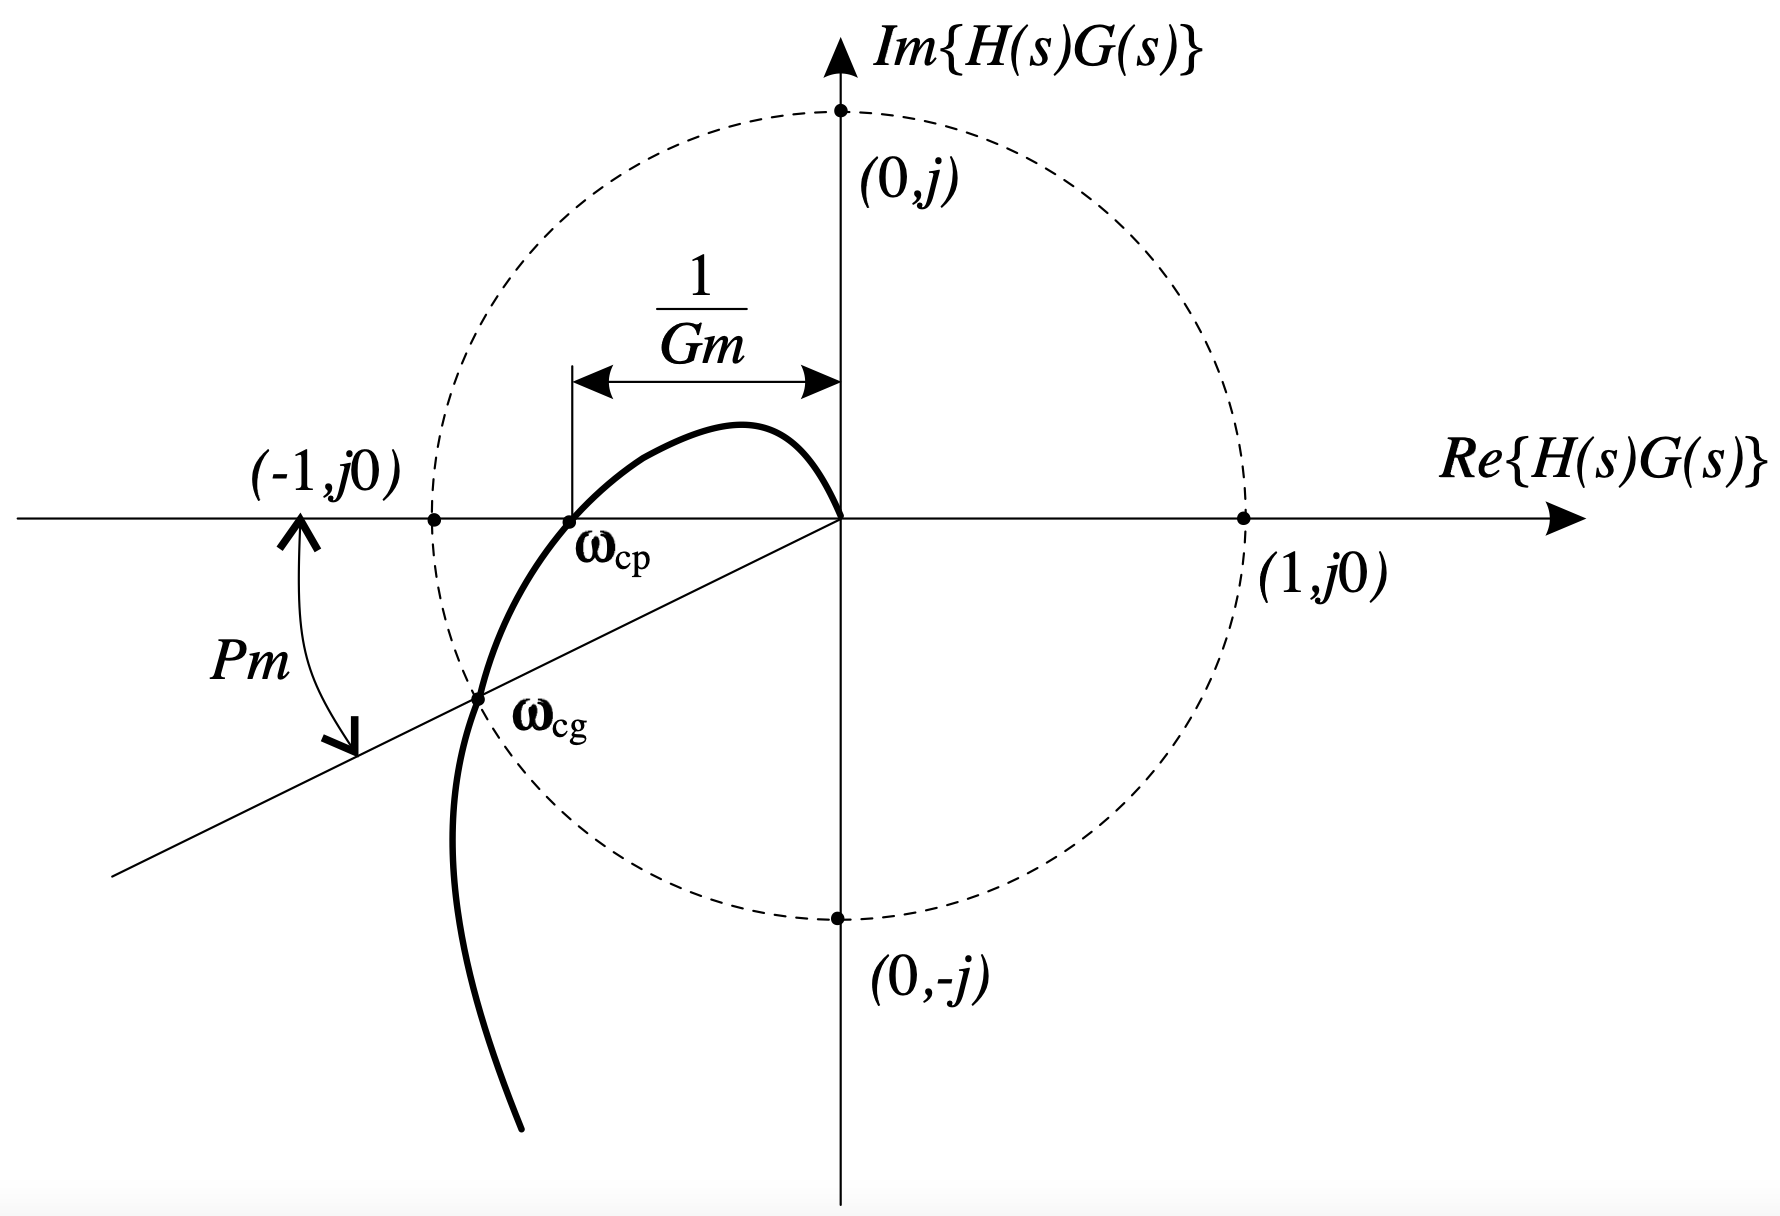 Im{H(s)G(s)}
(0,j)
1
Gm
(-1,j0)
Re{H(s)G(s)}
ωcp
(1,j0)
Pm
ωcg
(0,-j)